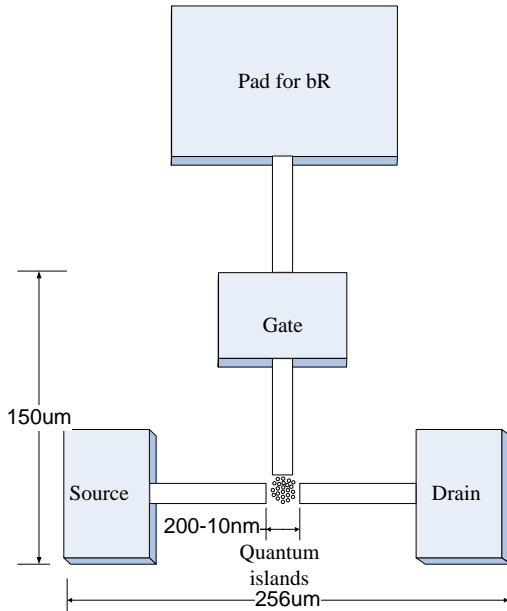 Pad for bR
Gate
150um
Source
Drain
200-10nm
Quantum
islands
256um